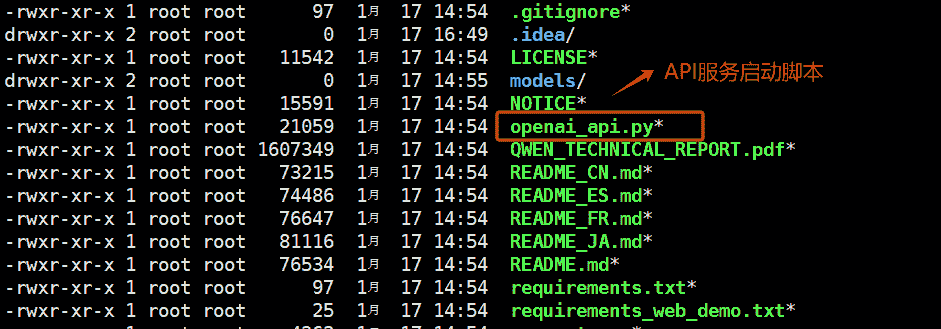 -rwxr-xr-x 1 root root 97 1月 17 14:54 .gitignore*
drwxr-xr-x 2 root root 0 1月 17 16:49 .idea/
-rwxr-xr-x 1 root root 11542 1月 17 14:54 LICENSE*
drwxr-xr-x 2 root root 0 1月 17 14:55 models/
API服务启动脚本
-rwxr-xr-x 1 root root 15591 1月 17 14:54 NOTICE*
-rwxr-xr-x 1 root root 21059 1月 17 14:54 openai_api.py*
-rwxr-xr-x 1 root root 1607349 1月 17 14:54 QWEN_TECHNICAL_REPORT.pdf*
-rwxr-xr-x 1 root root 73215 1月 17 14:54 README_CN.md*
-rwxr-xr-x 1 root root 74486 1月 17 14:54 README_ES.md*
-rwxr-xr-x 1 root root 76647 1月 17 14:54 README_FR.md*
-rwxr-xr-x 1 root root 81116 1月 17 14:54 README_JA.md*
-rwxr-xr-x 1 root root 76534 1月 17 14:54 README.md*
-rwxr-xr-x 1 root root 97 1月 17 14:54 requirements.txt*
-rwxr-xr-x 1 root root 25 1月 17 14:54 requirements_web_demo.txt*